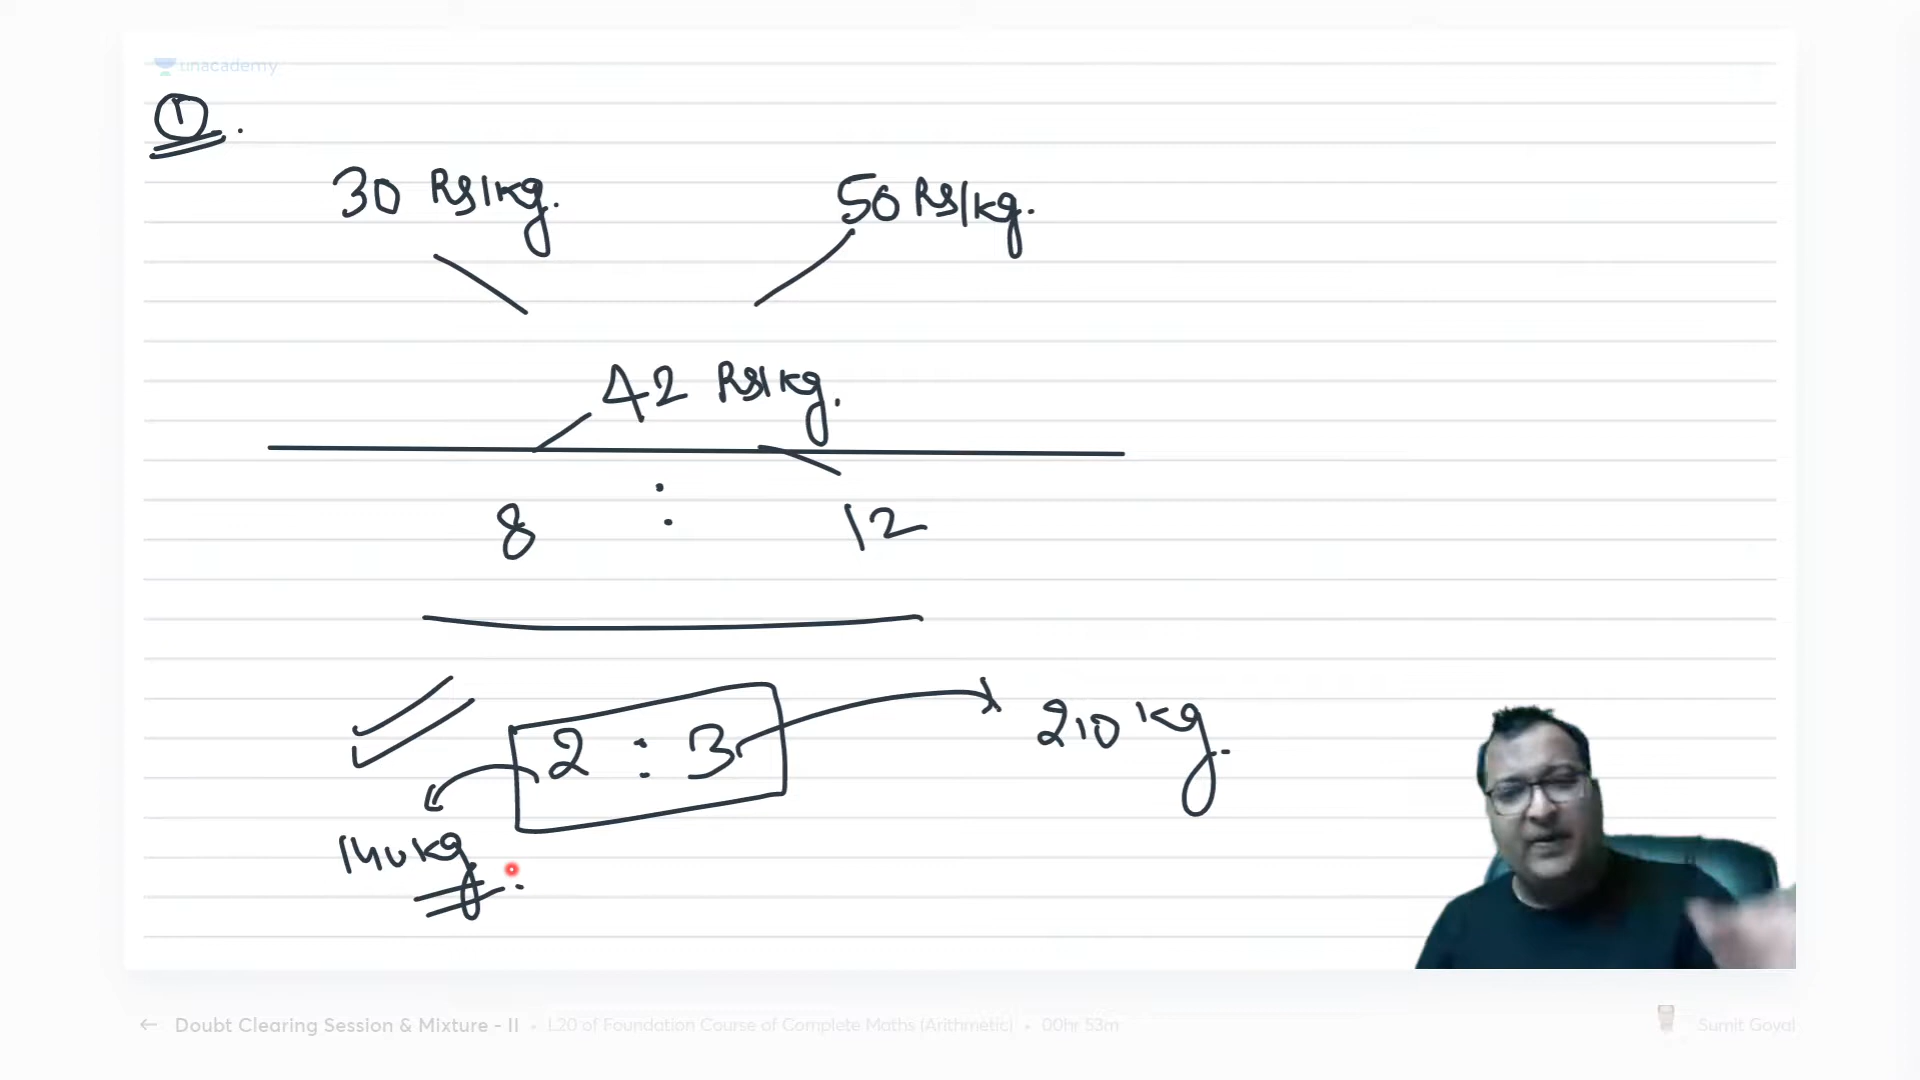 unacademy
1.
30 Rs/kg. 50 Rs/kg.
42 Rs/kg.
8 : 12
2 : 3 210 kg.
140 kg.
Doubt Clearing Session & Mixture - II • L20 of Foundation Course of Complete Maths (Arithmetic) • 00hr 53m Sumit Goyal